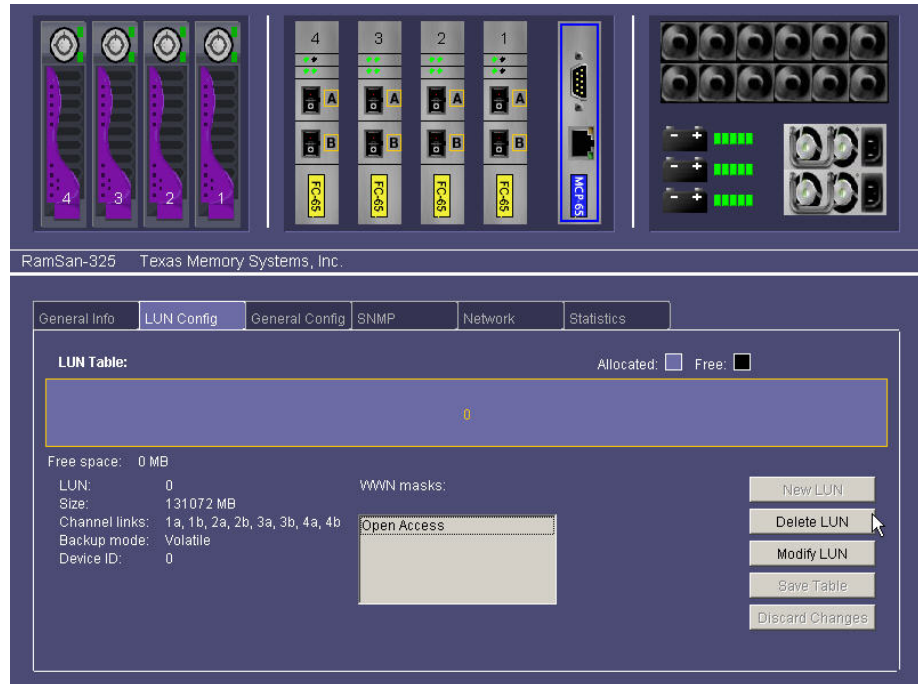 4 3 2 1
A A A A
B B B B
4 3 2 1
FC-65 FC-65 FC-65 FC-65 MCP 65
- +
- +
- +
RamSan-325 Texas Memory Systems, Inc.
General Info LUN Config General Config SNMP Network Statistics
LUN Table: Allocated: Free:
0
Free space: 0 MB
LUN: 0 WWN masks: New LUN
Size: 131072 MB
Channel links: 1a, 1b, 2a, 2b, 3a, 3b, 4a, 4b Open Access Delete LUN
Backup mode: Volatile Modify LUN
Device ID: 0
Save Table
Discard Changes